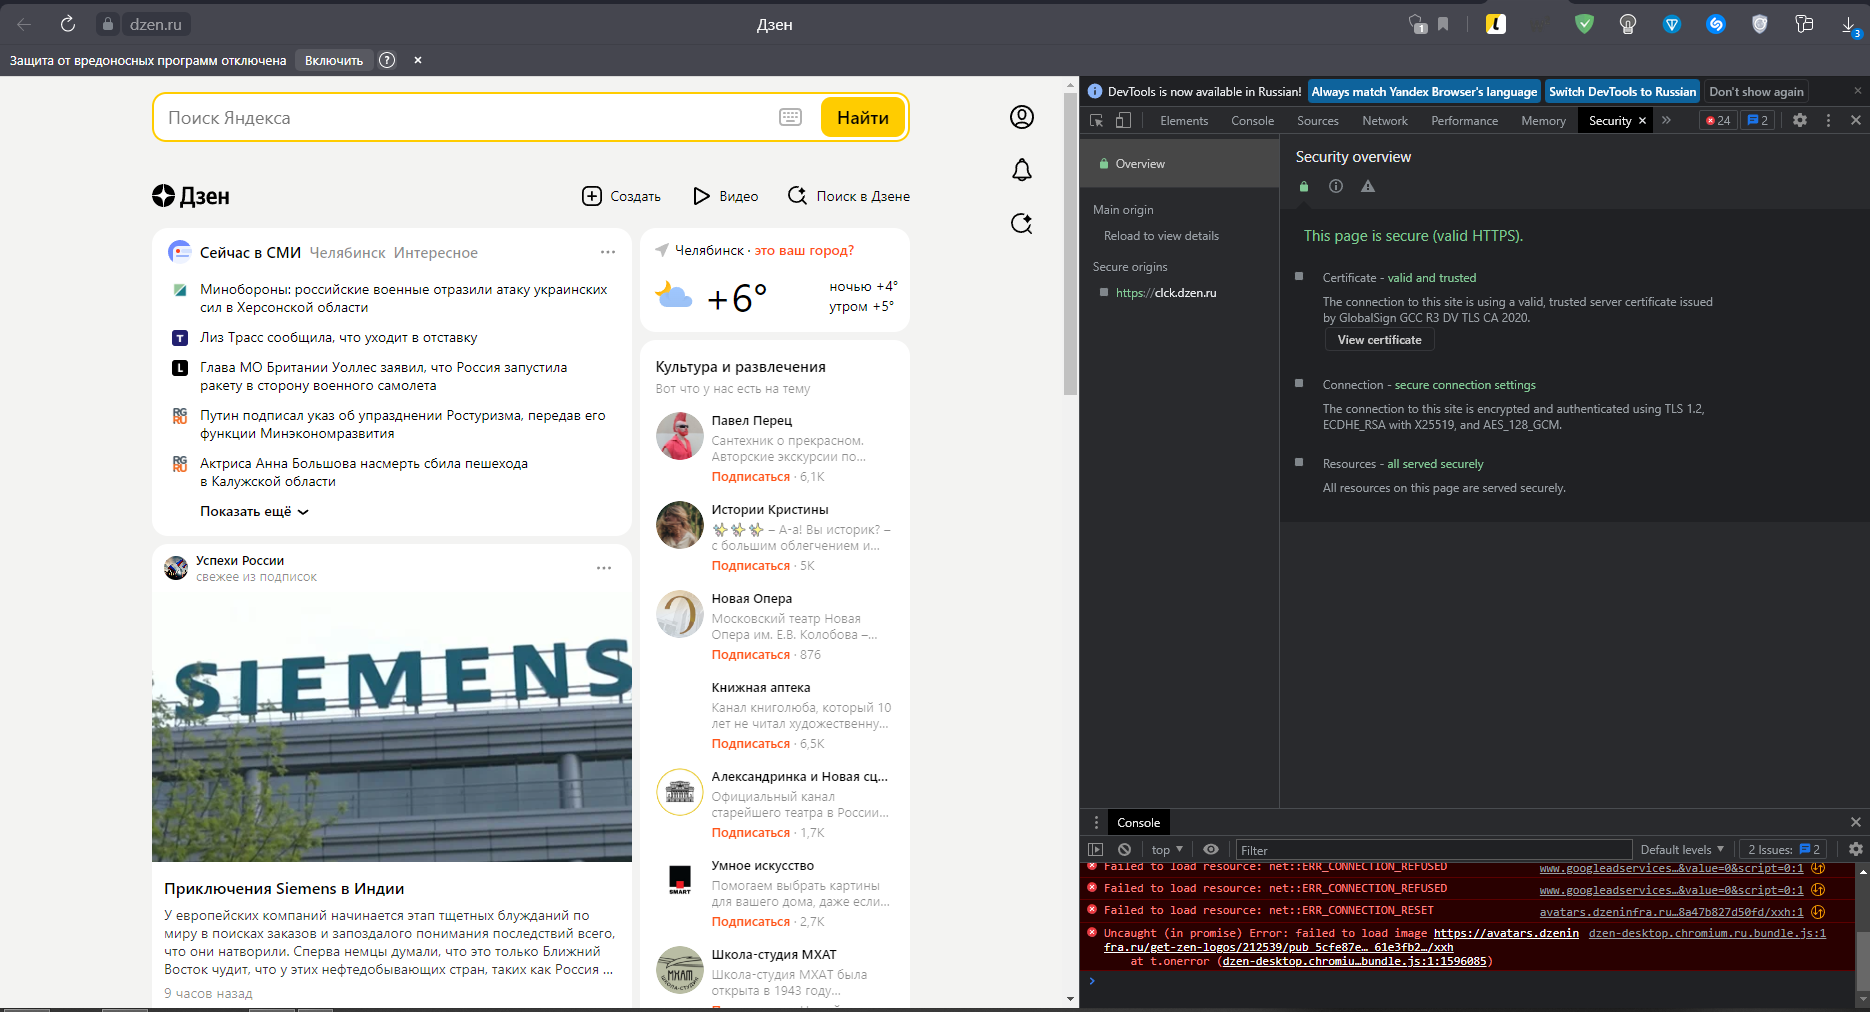 dzen.ru
Дзен
1
3
Защита от вредоносных программ отключена
Включить
?
×
Поиск Яндекса
Найти
Дзен
Создать
Видео
Поиск в Дзене
Сейчас в СМИ Челябинск Интересное
Минобороны: российские военные отразили атаку украинских
сил в Херсонской области
Лиз Трасс сообщила, что уходит в отставку
Глава МО Британии Уоллес заявил, что Россия запустила
ракету в сторону военного самолета
Путин подписал указ об упразднении Ростуризма, передав его
функции Минэкономразвития
Актриса Анна Большова насмерть сбила пешехода
в Калужской области
Показать ещё
Успехи России
свежее из подписок
SIEMENS
Приключения Siemens в Индии
У европейских компаний начинается этап тщетных блужданий по
миру в поисках заказов и запоздалого понимания последствий всего,
что они натворили. Сперва немцы думали, что это только Ближний
Восток чудит, что у этих нефтедобывающих стран, таких как Россия ...
9 часов назад
Челябинск · это ваш город?
+6°
ночью +4°
утром +5°
Культура и развлечения
Вот что у нас есть на тему
Павел Перец
Сантехник о прекрасном.
Авторские экскурсии по...
Подписаться · 6,1K
Истории Кристины
✨✨✨ – А-а! Вы историк? –
с большим облегчением и...
Подписаться · 5K
Новая Опера
Московский театр Новая
Опера им. Е.В. Колобова –...
Подписаться · 876
Книжная аптека
Канал книголюба, который 10
лет не читал художественну...
Подписаться · 6,5K
Александринка и Новая сц...
Официальный канал
старейшего театра в России...
Подписаться · 1,7K
Умное искусство
SMART
Помогаем выбрать картины
для вашего дома, даже если...
Подписаться · 2,7K
Школа-студия МХАТ
Школа-студия МХАТ была
открыта в 1943 году...
DevTools is now available in Russian!
Always match Yandex Browser's language
Switch DevTools to Russian
Don't show again
Elements
Console
Sources
Network
Performance
Memory
Security
24
2
Overview
Main origin
Reload to view details
Secure origins
https://clck.dzen.ru
Security overview
This page is secure (valid HTTPS).
Certificate - valid and trusted
The connection to this site is using a valid, trusted server certificate issued
by GlobalSign GCC R3 DV TLS CA 2020.
View certificate
Connection - secure connection settings
The connection to this site is encrypted and authenticated using TLS 1.2,
ECDHE_RSA with X25519, and AES_128_GCM.
Resources - all served securely
All resources on this page are served securely.
Console
top
Filter
Default levels
2 Issues: 2
Failed to load resource: net::ERR_CONNECTION_REFUSED www.googleadservices…&value=0&script=0:1
Failed to load resource: net::ERR_CONNECTION_REFUSED www.googleadservices…&value=0&script=0:1
Failed to load resource: net::ERR_CONNECTION_RESET avatars.dzeninfra.ru…8a47b827d50fd/xxh:1
Uncaught (in promise) Error: failed to load image https://avatars.dzenin dzen-desktop.chromium.ru.bundle.js:1
fra.ru/get-zen-logos/212539/pub_5cfe87e…_61e3fb2…/xxh
at t.onerror (dzen-desktop.chromiu…bundle.js:1:1596085)